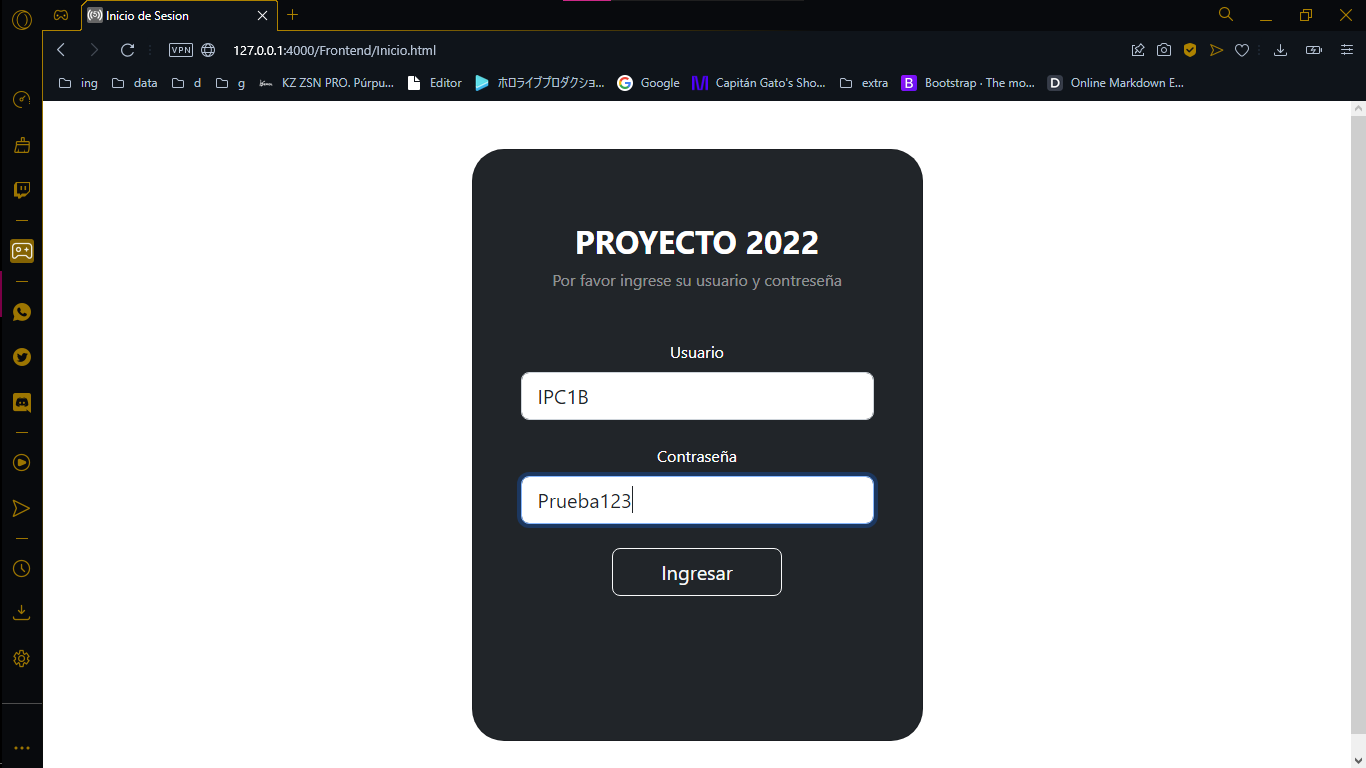 Inicio de Sesion
VPN 127.0.0.1:4000/Frontend/Inicio.html
ing data d g KZ ZSN PRO. Púrpu... Editor ホロライブプロダクショ... Google Capitán Gato's Sho... extra B Bootstrap · The mo... D Online Markdown E...
PROYECTO 2022
Por favor ingrese su usuario y contreseña
Usuario
IPC1B
Contraseña
Prueba123
Ingresar